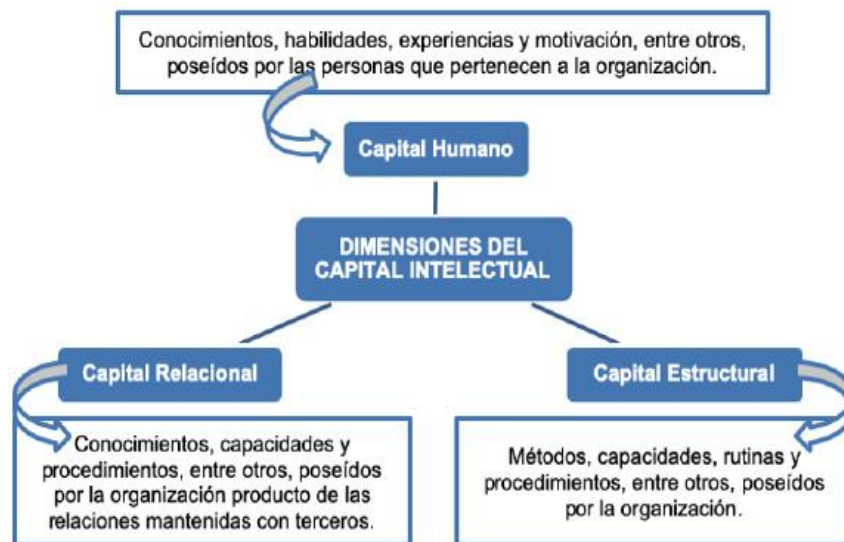 Conocimientos, habilidades, experiencias y motivación, entre otros,
poseídos por las personas que pertenecen a la organización.
Capital Humano
DIMENSIONES DEL
CAPITAL INTELECTUAL
Capital Relacional
Capital Estructural
Conocimientos, capacidades y
procedimientos, entre otros, poseídos
por la organización producto de las
relaciones mantenidas con terceros.
Métodos, capacidades, rutinas y
procedimientos, entre otros, poseídos
por la organización.